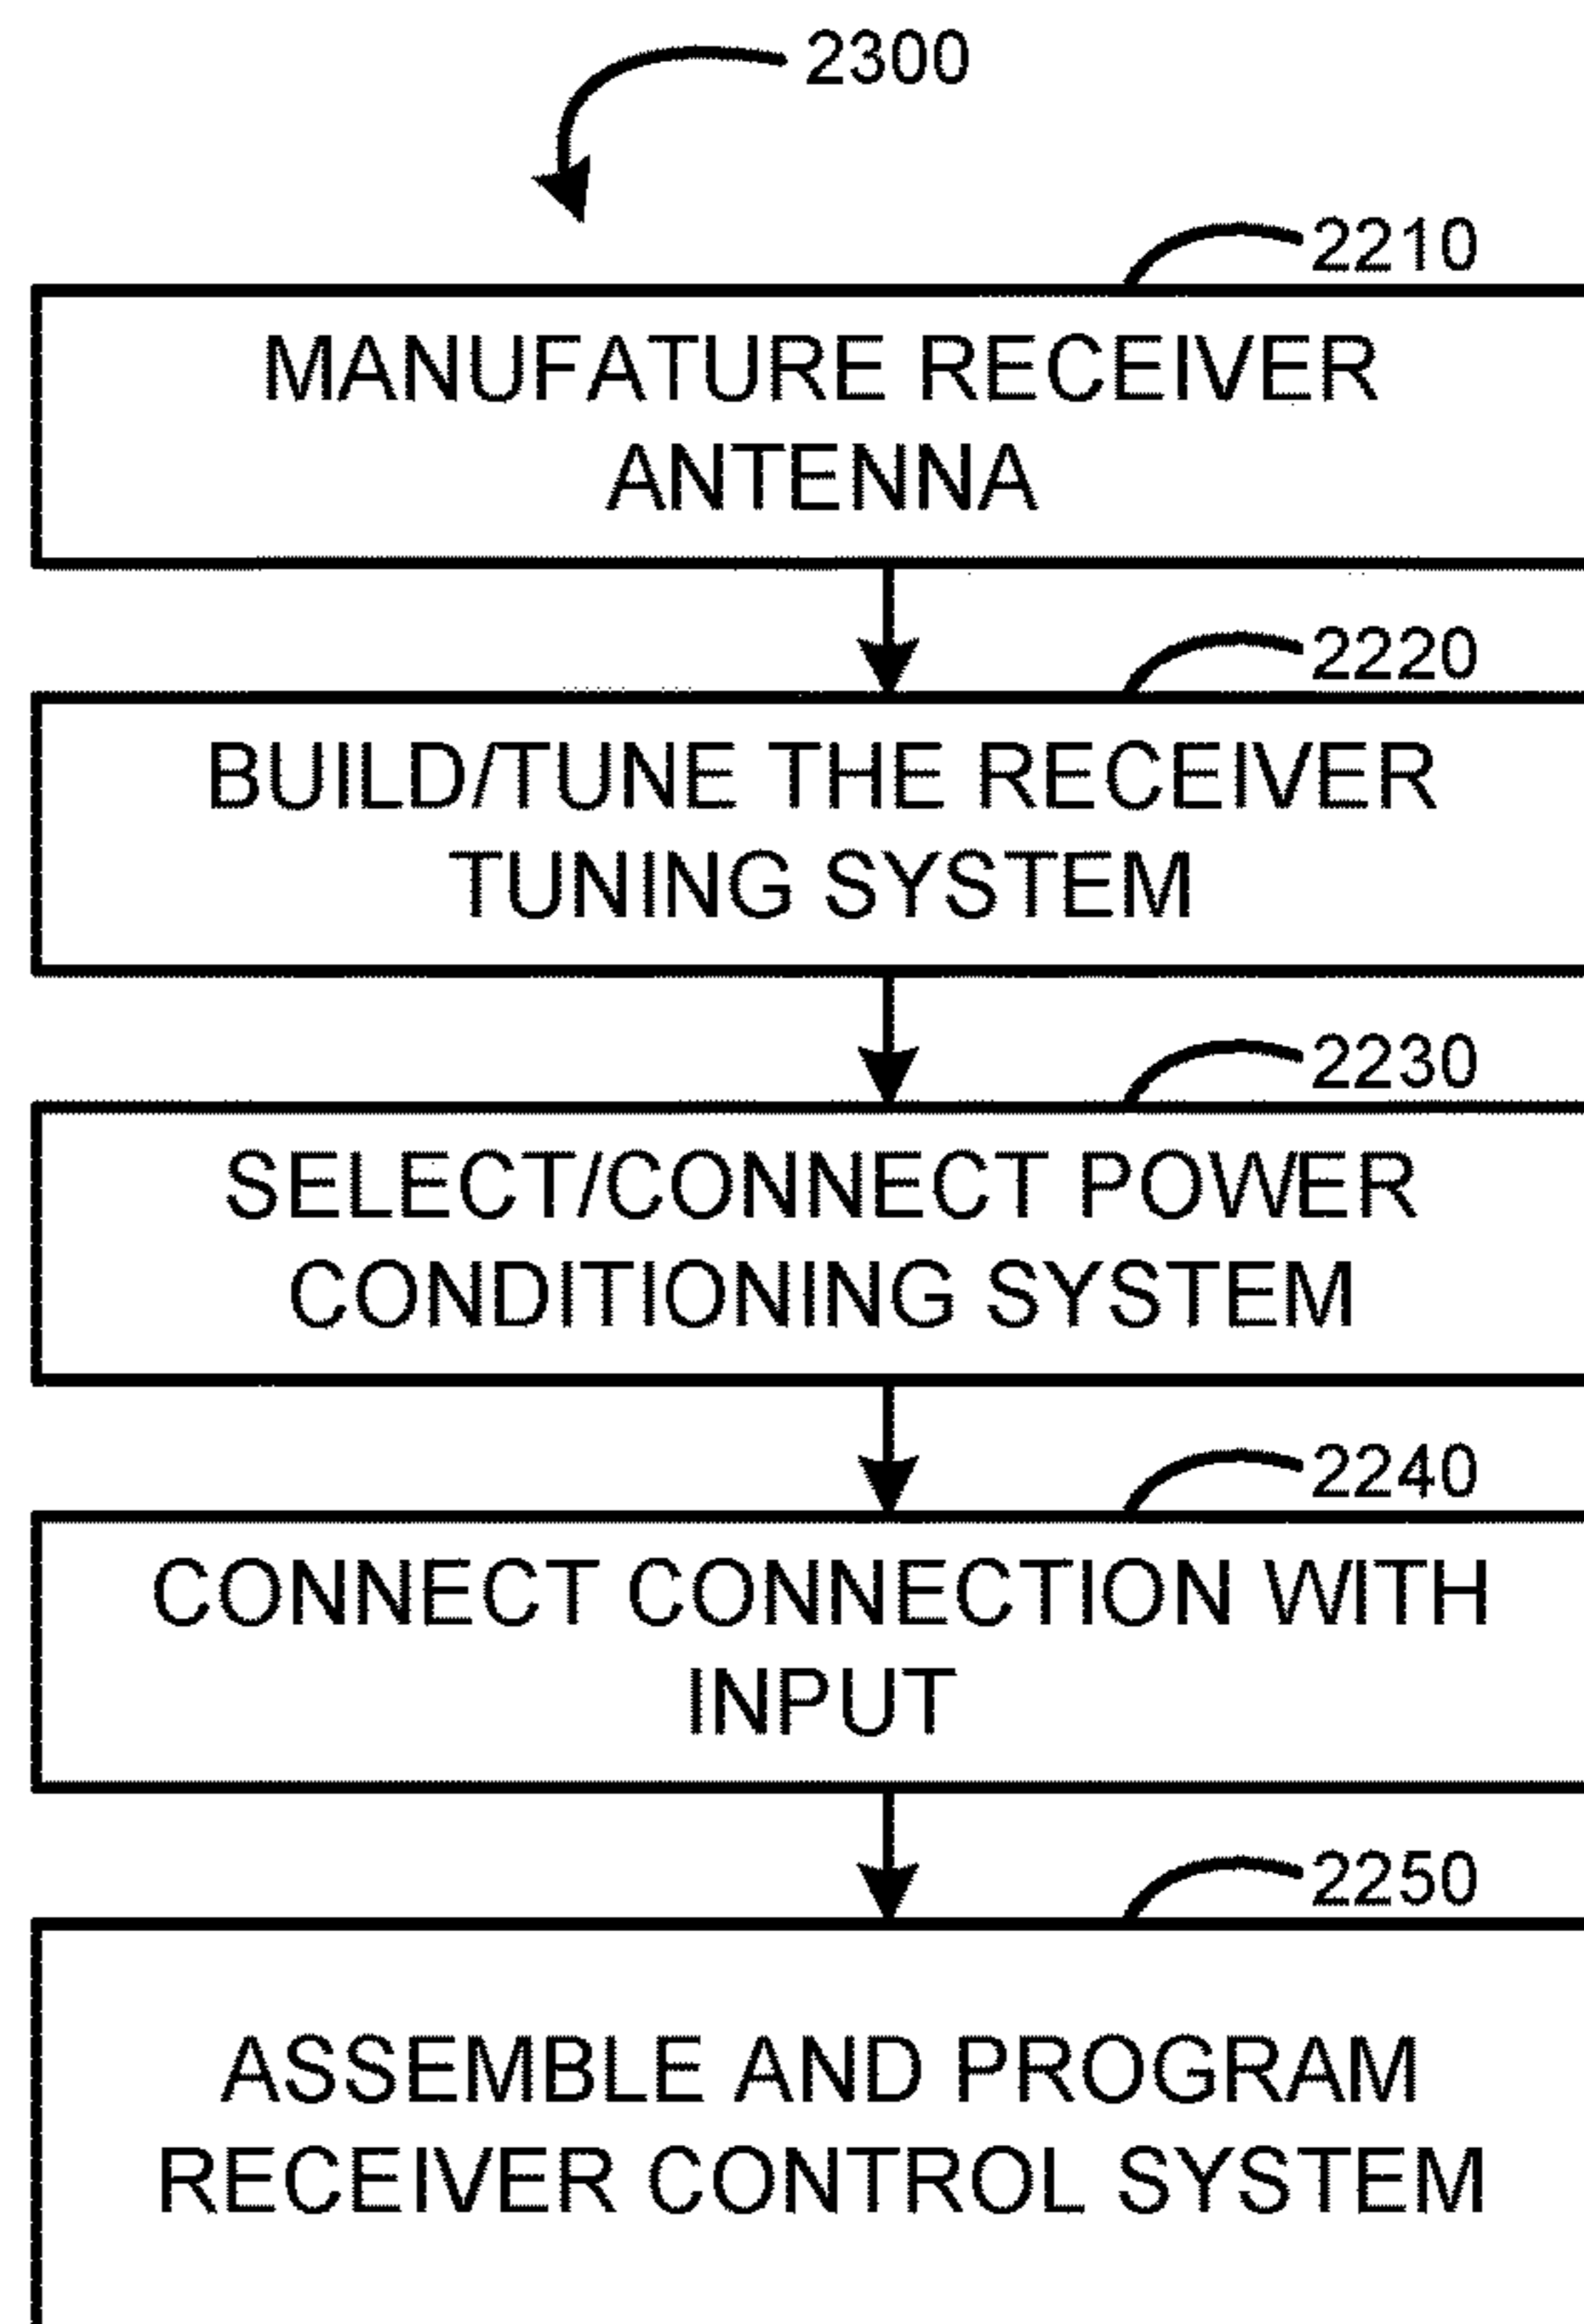 2300
2210
MANUFATURE RECEIVER
ANTENNA
2220
BUILD/TUNE THE RECEIVER
TUNING SYSTEM
2230
SELECT/CONNECT POWER
CONDITIONING SYSTEM
2240
CONNECT CONNECTION WITH
INPUT
2250
ASSEMBLE AND PROGRAM
RECEIVER CONTROL SYSTEM